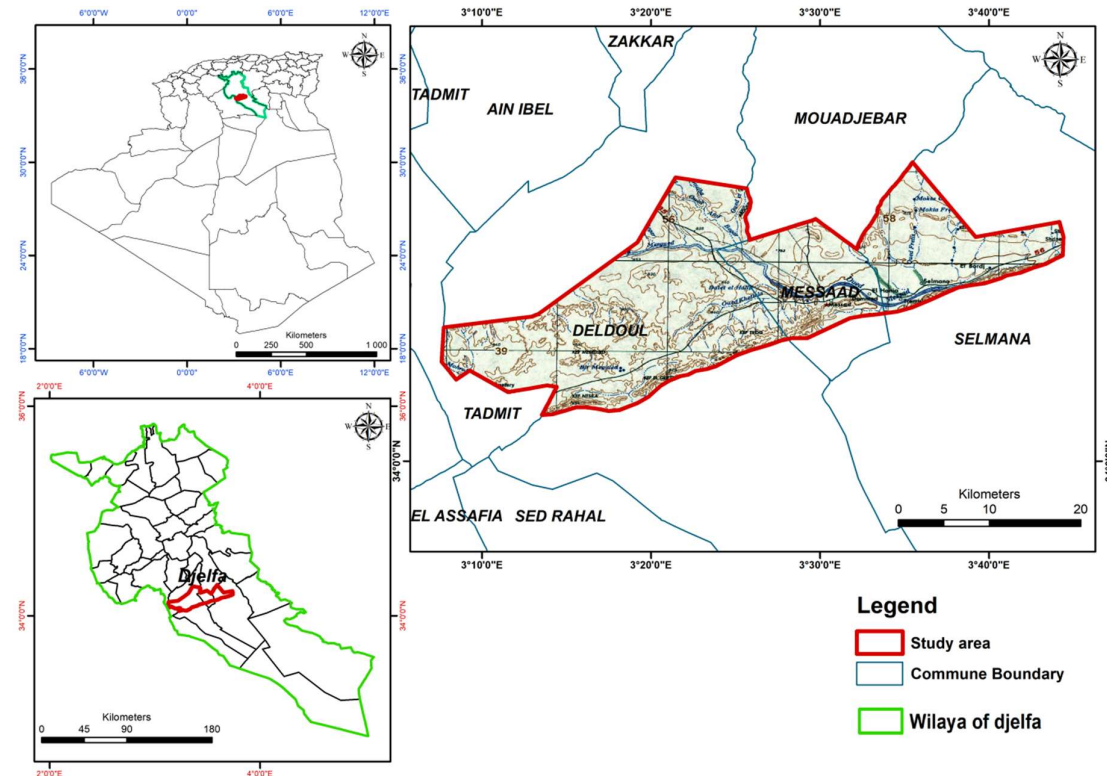 6°0'0"W 0°0'0" 6°0'0"E 12°0'0"E
36°0'0"N
30°0'0"N
24°0'0"N
18°0'0"N
N
W E
S
Kilometers
0 250 500 1 000
6°0'0"W 0°0'0" 6°0'0"E 12°0'0"E
2°0'0"E 4°0'0"E
36°0'0"N
34°0'0"N
N
W E
S
Djelfa
Kilometers
0 45 90 180
2°0'0"E 4°0'0"E
3°10'0"E 3°20'0"E 3°30'0"E 3°40'0"E
34°0'0"N
N
W E
S
ZAKKAR
TADMIT
AIN IBEL
MOUADJEBAR
58
MESSAAD
El Bordj
Selmana
DELDOUL
SELMANA
39
TADMIT
EL ASSAFIA SED RAHAL
Kilometers
0 5 10 20
3°10'0"E 3°20'0"E 3°30'0"E 3°40'0"E
Legend
Study area
Commune Boundary
Wilaya of djelfa